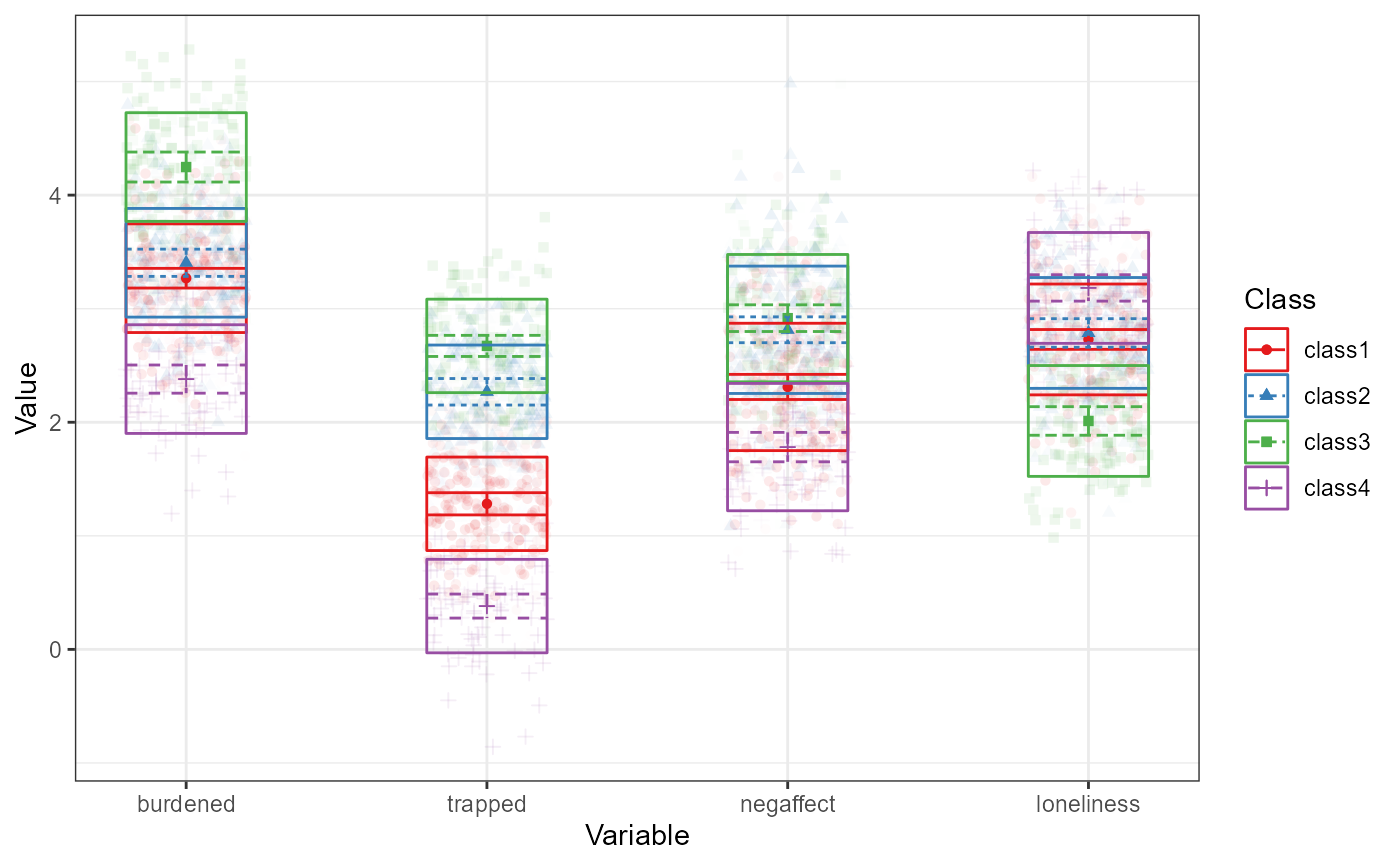 Value
4
2
0
burdened
trapped
negaffect
loneliness
Variable
Class
class1
class2
class3
class4